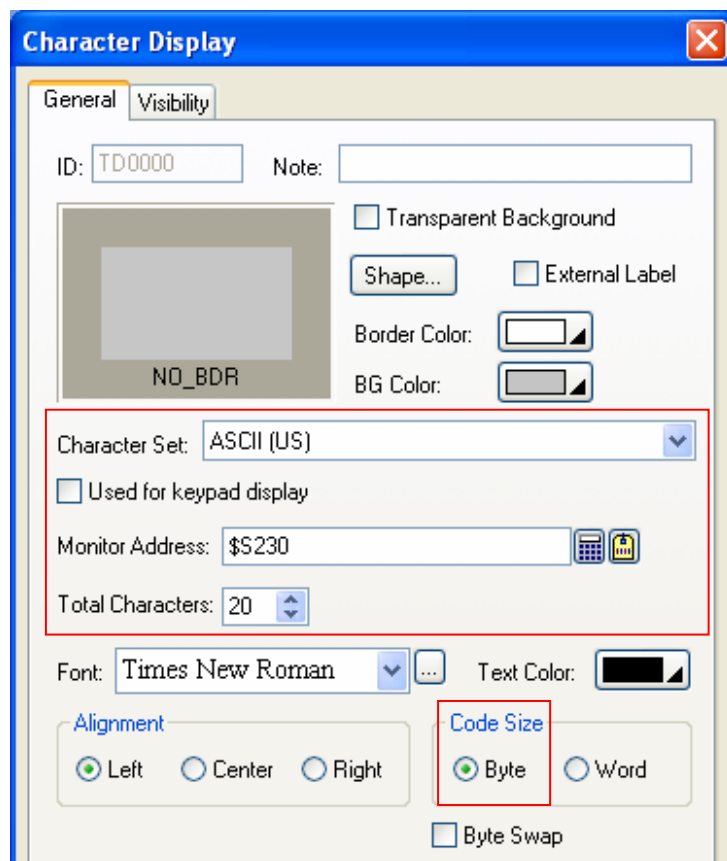 Character Display
General Visibility
ID: TD0000 Note:
Transparent Background
Shape... External Label
Border Color:
NO_BDR
BG Color:
Character Set: ASCII (US)
Used for keypad display
Monitor Address: $S230
Total Characters: 20
Font: Times New Roman ... Text Color:
Alignment Code Size
Left Center Right Byte Word
Byte Swap